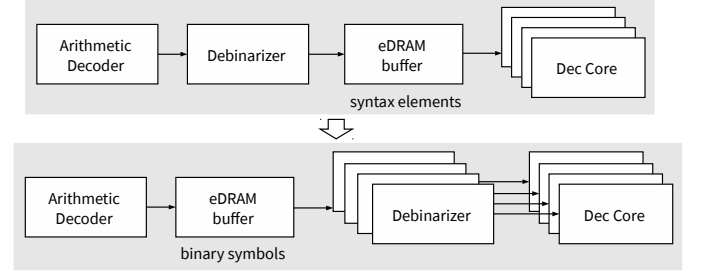 Arithmetic
Decoder
Debinarizer
eDRAM
buffer
Dec Core
syntax elements
Arithmetic
Decoder
eDRAM
buffer
Debinarizer
Dec Core
binary symbols